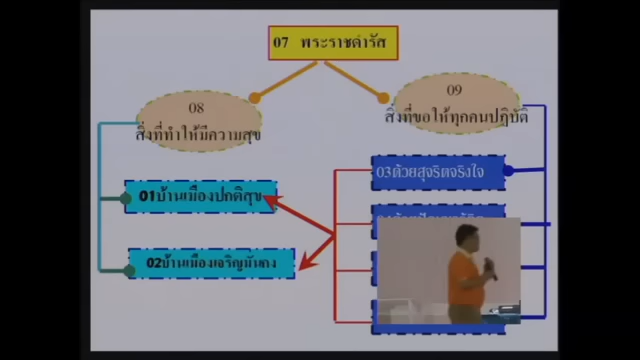 07 พระราชดำรัส
08
สิ่งที่ทำให้มีความสุข
09
สิ่งที่ขอให้ทุกคนปฏิบัติ
01บ้านเมืองปกติสุข
02บ้านเมืองเจริญมั่นคง
03ด้วยสุจริตจริงใจ